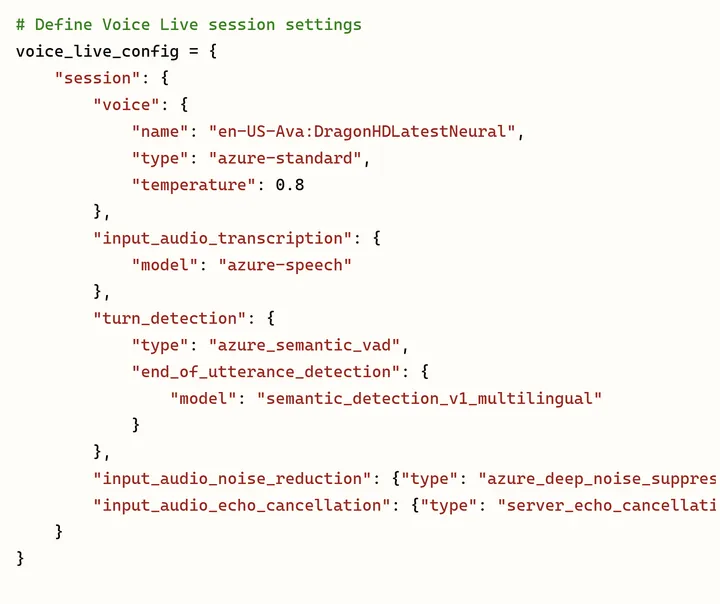 # Define Voice Live session settings
voice_live_config = {
    "session": {
        "voice": {
            "name": "en-US-Ava:DragonHDLatestNeural",
            "type": "azure-standard",
            "temperature": 0.8
        },
        "input_audio_transcription": {
            "model": "azure-speech"
        },
        "turn_detection": {
            "type": "azure_semantic_vad",
            "end_of_utterance_detection": {
                "model": "semantic_detection_v1_multilingual"
            }
        },
        "input_audio_noise_reduction": {"type": "azure_deep_noise_suppres
        "input_audio_echo_cancellation": {"type": "server_echo_cancellati
    }
}